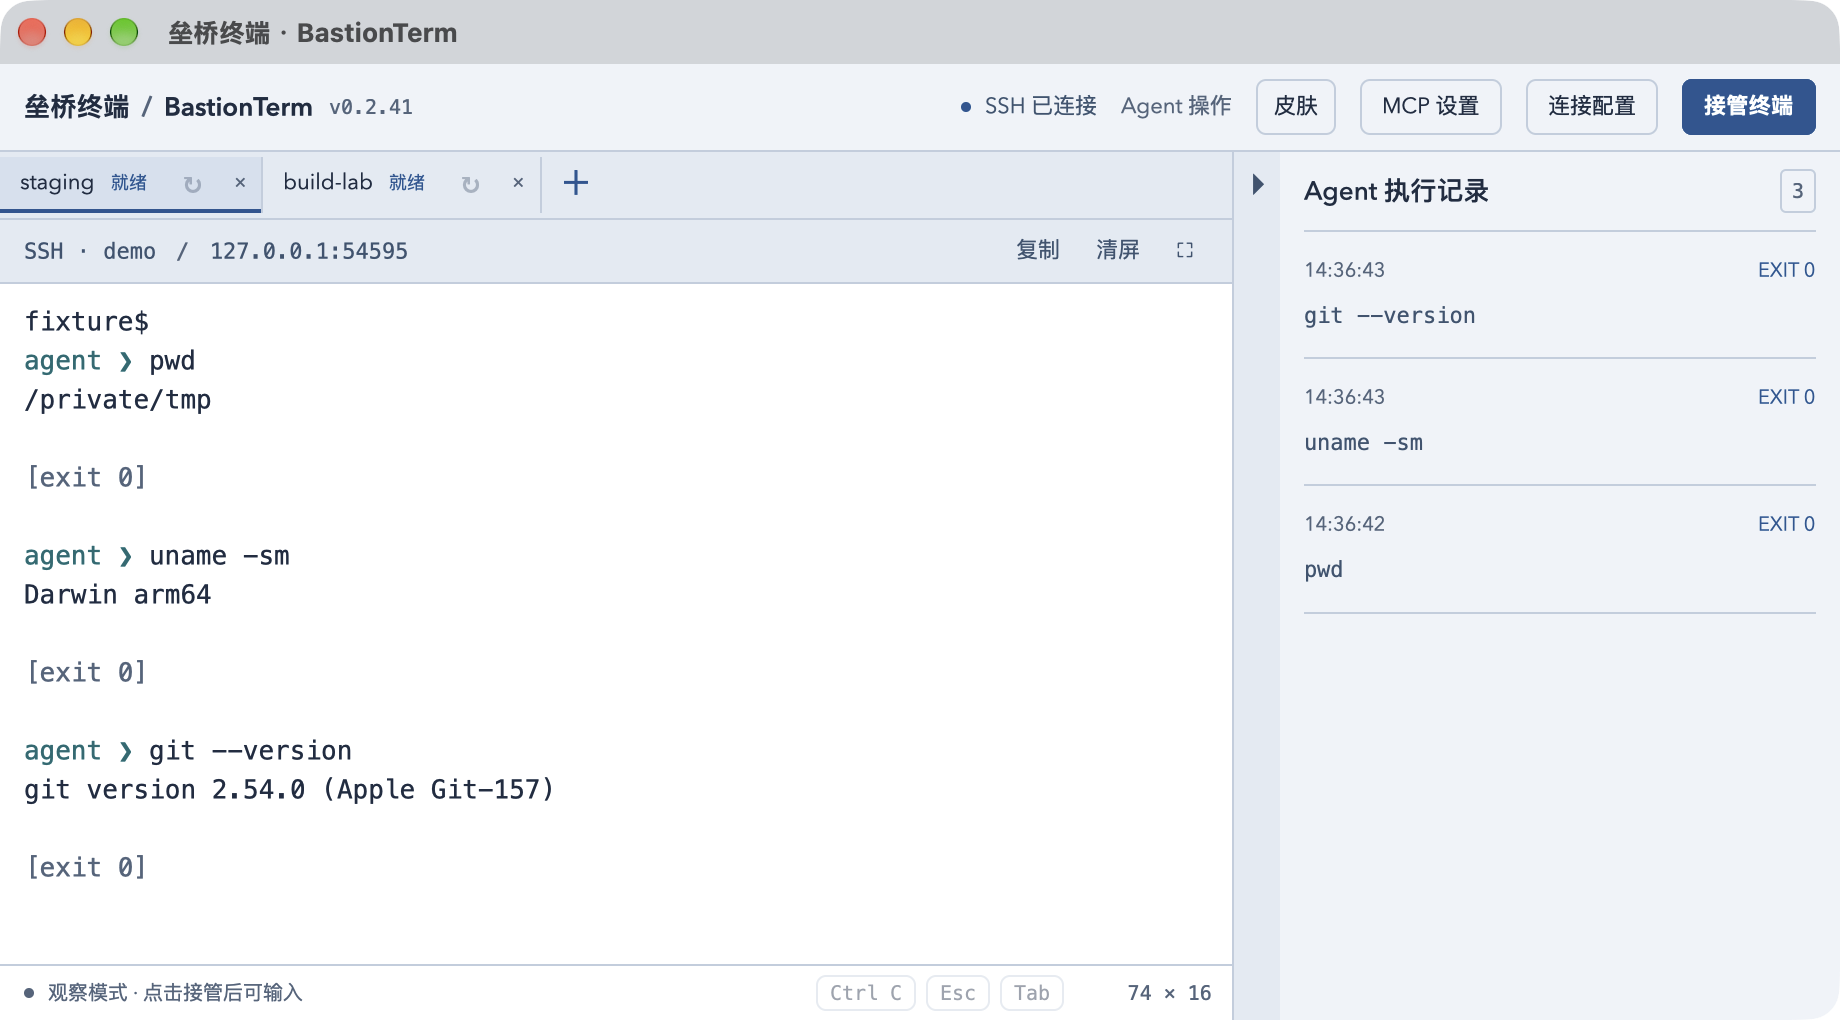 垒桥终端 · BastionTerm
垒桥终端 / BastionTerm v0.2.41
SSH 已连接 Agent 操作 皮肤 MCP 设置 连接配置 接管终端
staging 就绪 ↻ × build-lab 就绪 ↻ × +
SSH · demo / 127.0.0.1:54595 复制 清屏
fixture$
agent ❯ pwd
/private/tmp
[exit 0]
agent ❯ uname -sm
Darwin arm64
[exit 0]
agent ❯ git --version
git version 2.54.0 (Apple Git-157)
[exit 0]
观察模式 · 点击接管后可输入 Ctrl C Esc Tab 74 × 16
Agent 执行记录 3
14:36:43 EXIT 0
git --version
14:36:43 EXIT 0
uname -sm
14:36:42 EXIT 0
pwd